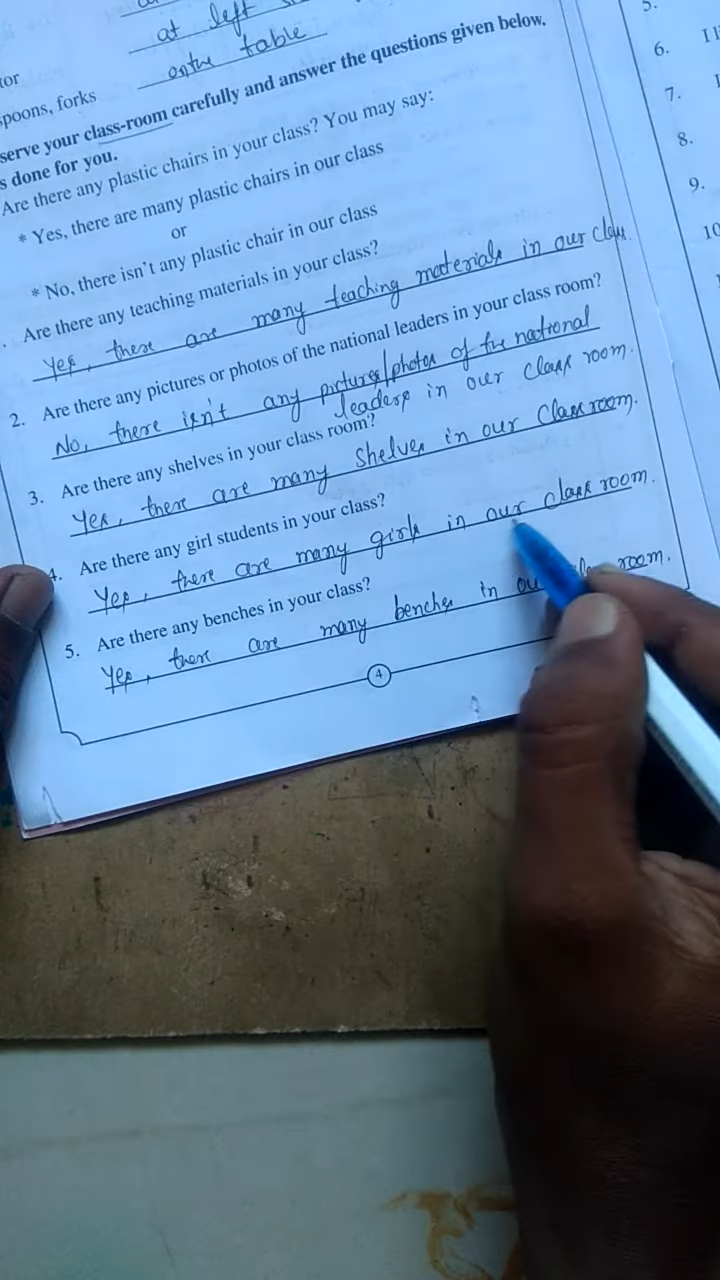 at left
on the table
spoons, forks
serve your class-room carefully and answer the questions given below.
s done for you.
Are there any plastic chairs in your class? You may say:
* Yes, there are many plastic chairs in our class
or
* No, there isn't any plastic chair in our class
Are there any teaching materials in your class?
Yes, there are many teaching materials in our class.
2. Are there any pictures or photos of the national leaders in your class room?
No, there isn't any pictures/photos of the national
leaders in our class room.
3. Are there any shelves in your class room?
Yes, there are many shelves in our classroom.
4. Are there any girl students in your class?
Yes, there are many girls in our class room.
5. Are there any benches in your class?
Yes, there are many benches in our room.
4
5.
6. I
7.
8.
9.
10